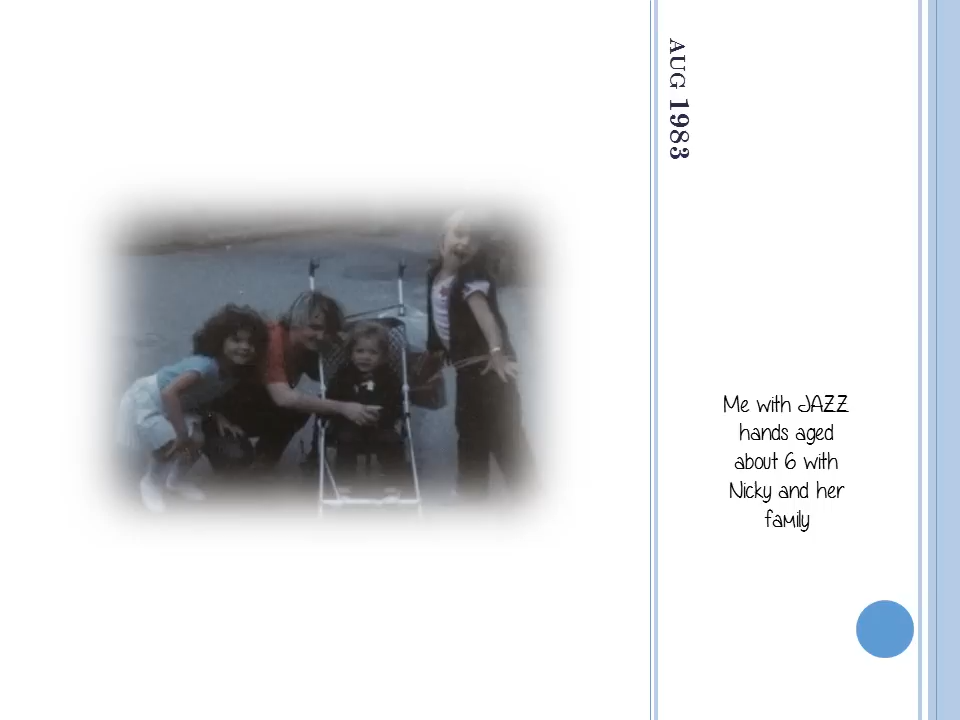 AUG 1983
Me with JAZZ
hands aged
about 6 with
Nicky and her
family